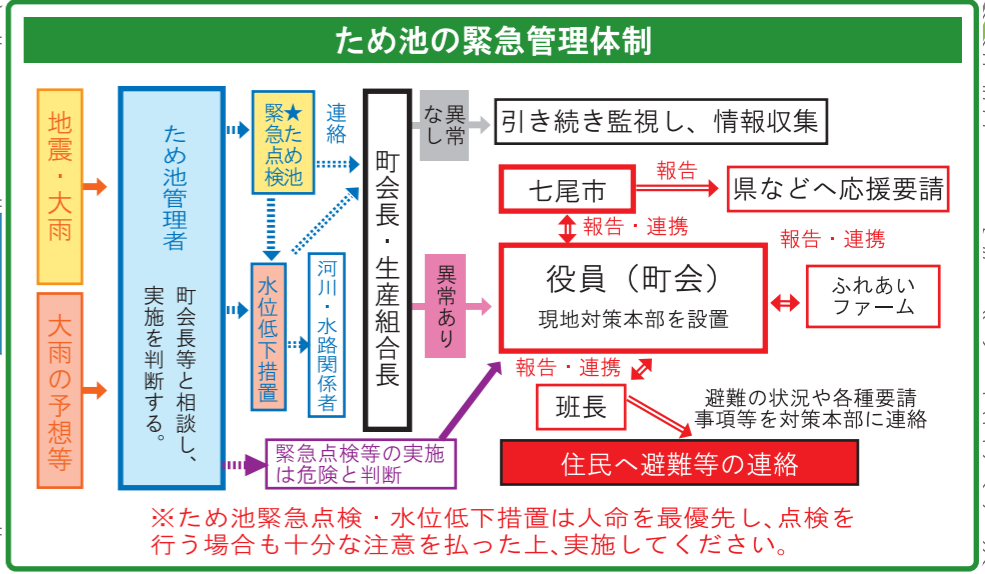 ため池の緊急管理体制
地震・大雨
大雨の予想等
ため池管理者
町会長等と相談し、
実施を判断する。
★ため池
緊急点検
連絡
水位低下措置
河川・水路関係者
緊急点検等の実施
は危険と判断
町会長・生産組合長
異常
なし
引き続き監視し、情報収集
異常あり
七尾市
報告
県などへ応援要請
報告・連携
役員（町会）
現地対策本部を設置
報告・連携
ふれあい
ファーム
報告・連携
班長
避難の状況や各種要請
事項等を対策本部に連絡
住民へ避難等の連絡
※ため池緊急点検・水位低下措置は人命を最優先し、点検を
行う場合も十分な注意を払った上、実施してください。